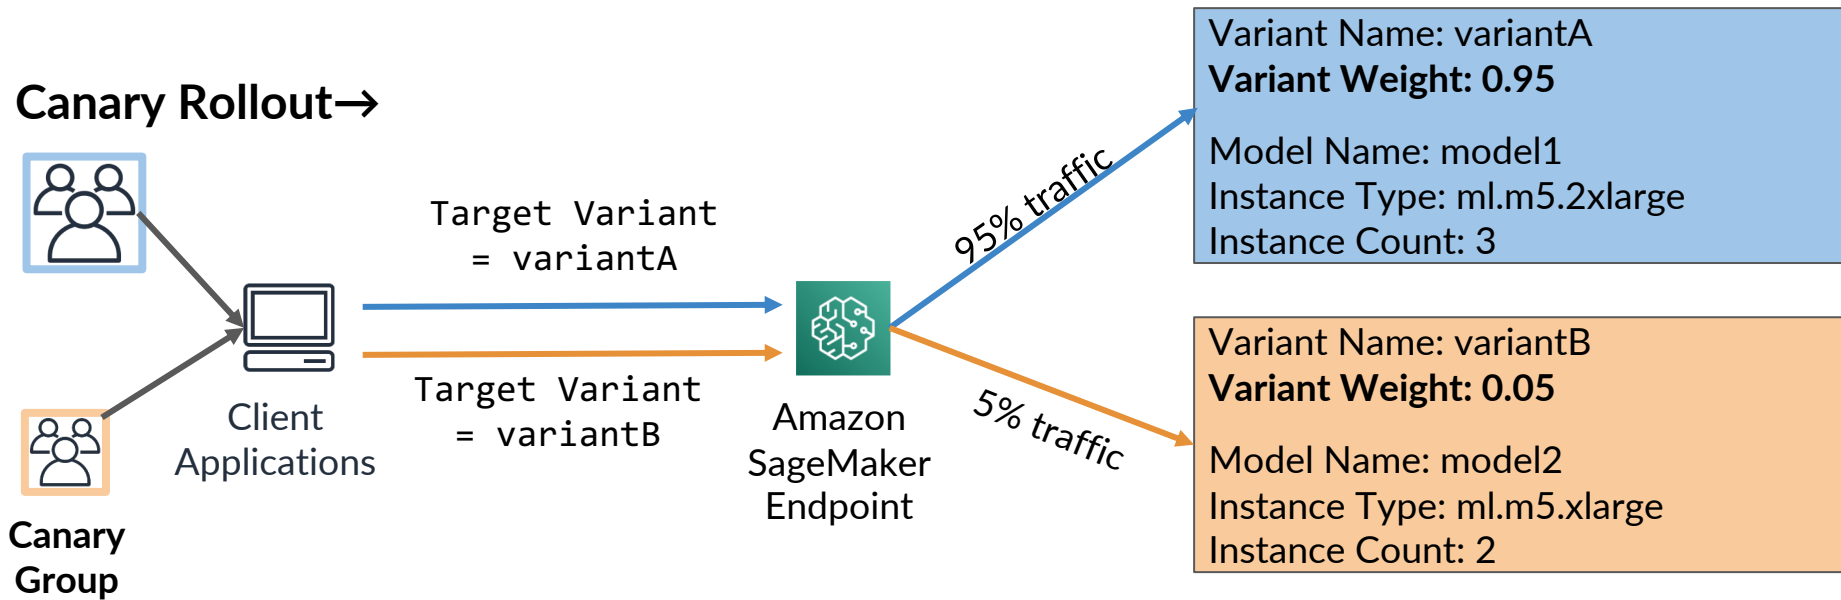 Canary Rollout→
Canary
Group
Client
Applications
Target Variant
= variantA
Target Variant
= variantB
Amazon
SageMaker
Endpoint
95% traffic
5% traffic
Variant Name: variantA
Variant Weight: 0.95
Model Name: model1
Instance Type: ml.m5.2xlarge
Instance Count: 3
Variant Name: variantB
Variant Weight: 0.05
Model Name: model2
Instance Type: ml.m5.xlarge
Instance Count: 2